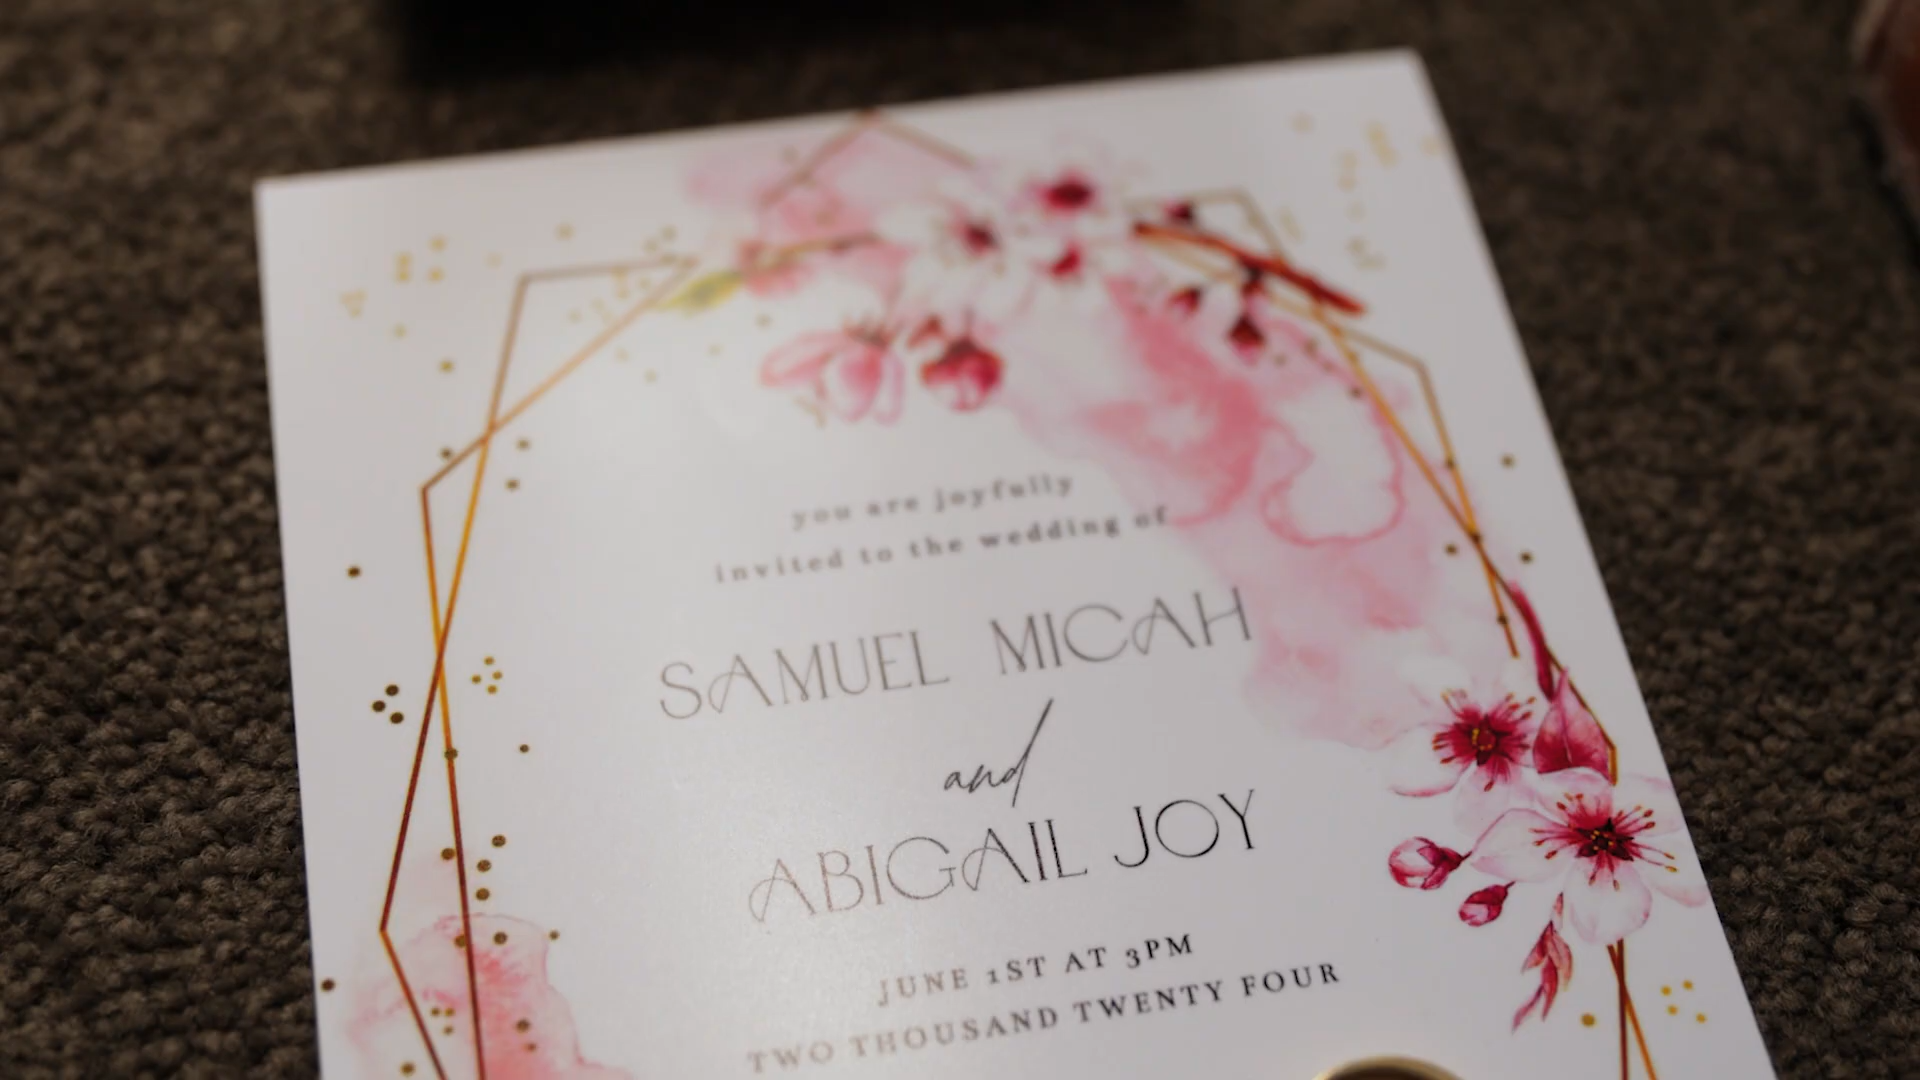 you are joyfully
invited to the wedding of
SAMUEL MICAH
and
ABIGAIL JOY
JUNE 1ST AT 3PM
TWO THOUSAND TWENTY FOUR